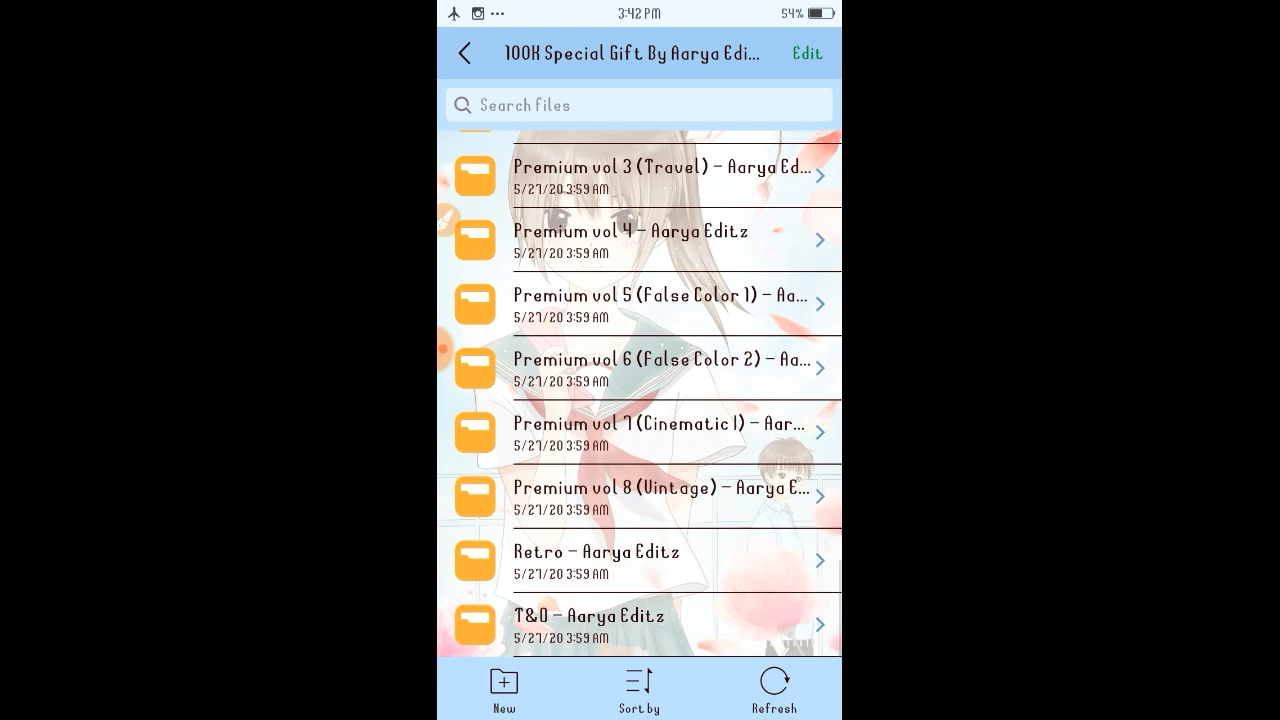 3:42 PM
54%
100K Special Gift By Aarya Edi...
Edit
Search files
Premium vol 3 (Travel) - Aarya Ed...
5/27/20 3:59 AM
Premium vol 4 - Aarya Editz
5/27/20 3:59 AM
Premium vol 5 (False Color 1) - Aa...
5/27/20 3:59 AM
Premium vol 6 (False Color 2) - Aa...
5/27/20 3:59 AM
Premium vol 7 (Cinematic 1) - Aar...
5/27/20 3:59 AM
Premium vol 8 (Vintage) - Aarya E...
5/27/20 3:59 AM
Retro - Aarya Editz
5/27/20 3:59 AM
T&O - Aarya Editz
5/27/20 3:59 AM
New
Sort by
Refresh